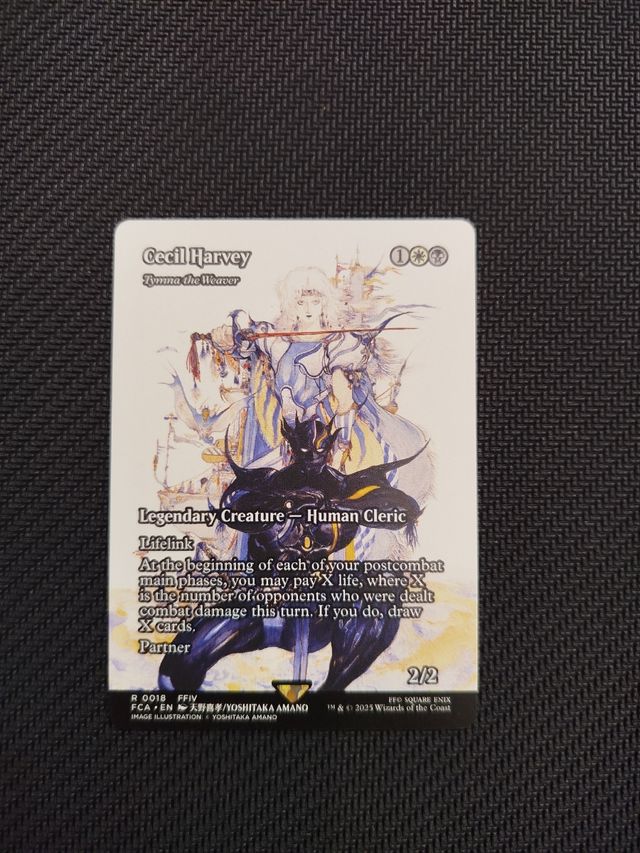 Cecil Harvey
1
Tymna the Weaver
Legendary Creature — Human Cleric
Lifelink
At the beginning of each of your postcombat
main phases, you may pay X life, where X
is the number of opponents who were dealt
combat damage this turn. If you do, draw
X cards.
Partner
2/2
R 0018 FFIV
FCA • EN 天野喜孝/YOSHITAKA AMANO
IMAGE ILLUSTRATION: © YOSHITAKA AMANO
FF© SQUARE ENIX
™ & © 2025 Wizards of the Coast